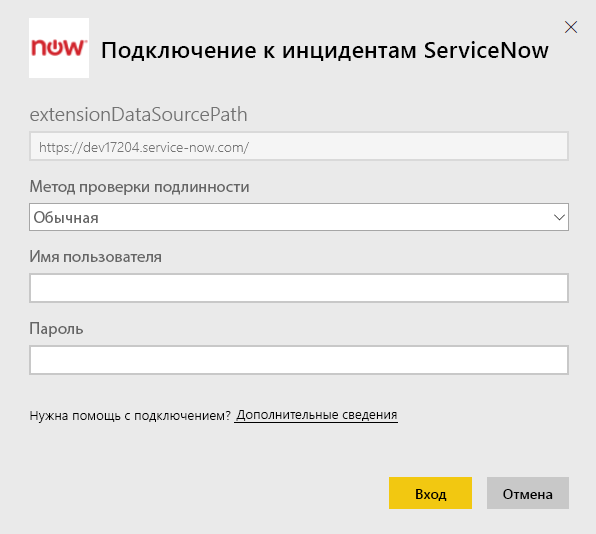 now
Подключение к инцидентам ServiceNow
extensionDataSourcePath
https://dev17204.service-now.com/
Метод проверки подлинности
Обычная
Имя пользователя
Пароль
Нужна помощь с подключением? Дополнительные сведения
Вход Отмена